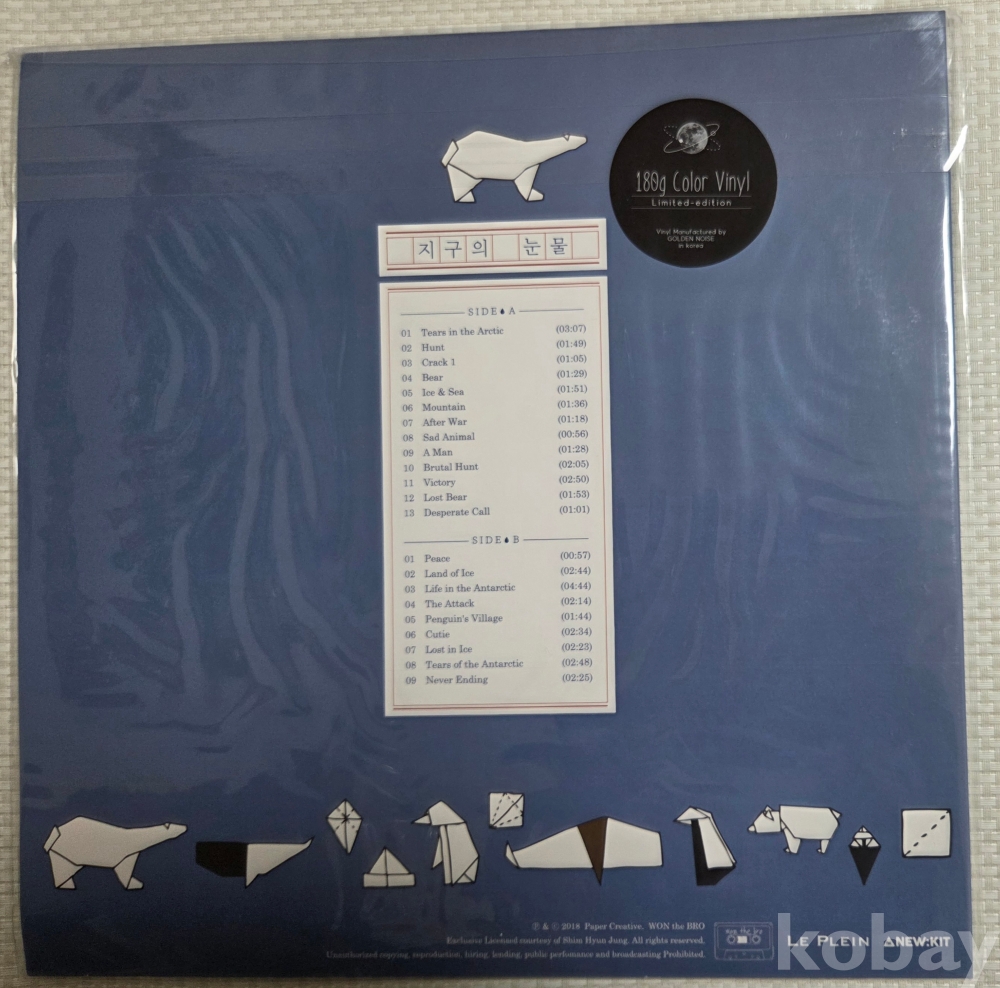 180g Color Vinyl
Limited-edition
Vinyl Manufactured by
GOLDEN NOISE
in korea
지구의 눈물
SIDE A
01 Tears in the Arctic (03:07)
02 Hunt (01:49)
03 Crack 1 (01:05)
04 Bear (01:29)
05 Ice & Sea (01:51)
06 Mountain (01:36)
07 After War (01:18)
08 Sad Animal (00:56)
09 A Man (01:28)
10 Brutal Hunt (02:05)
11 Victory (02:50)
12 Lost Bear (01:53)
13 Desperate Call (01:01)
SIDE B
01 Peace (00:57)
02 Land of Ice (02:44)
03 Life in the Antarctic (04:44)
04 The Attack (02:14)
05 Penguin's Village (01:44)
06 Cutie (02:34)
07 Lost in Ice (02:23)
08 Tears of the Antarctic (02:48)
09 Never Ending (02:25)
℗ & © 2018 Paper Creative. WON the BRO
Exclusive Licensed courtesy of Shim Hyun Jung. All rights reserved.
Unauthorized copying, reproduction, hiring, lending, public perfomance and broadcasting Prohibited.
won the bro
LE PLEIN
ANEW:KIT
kobay